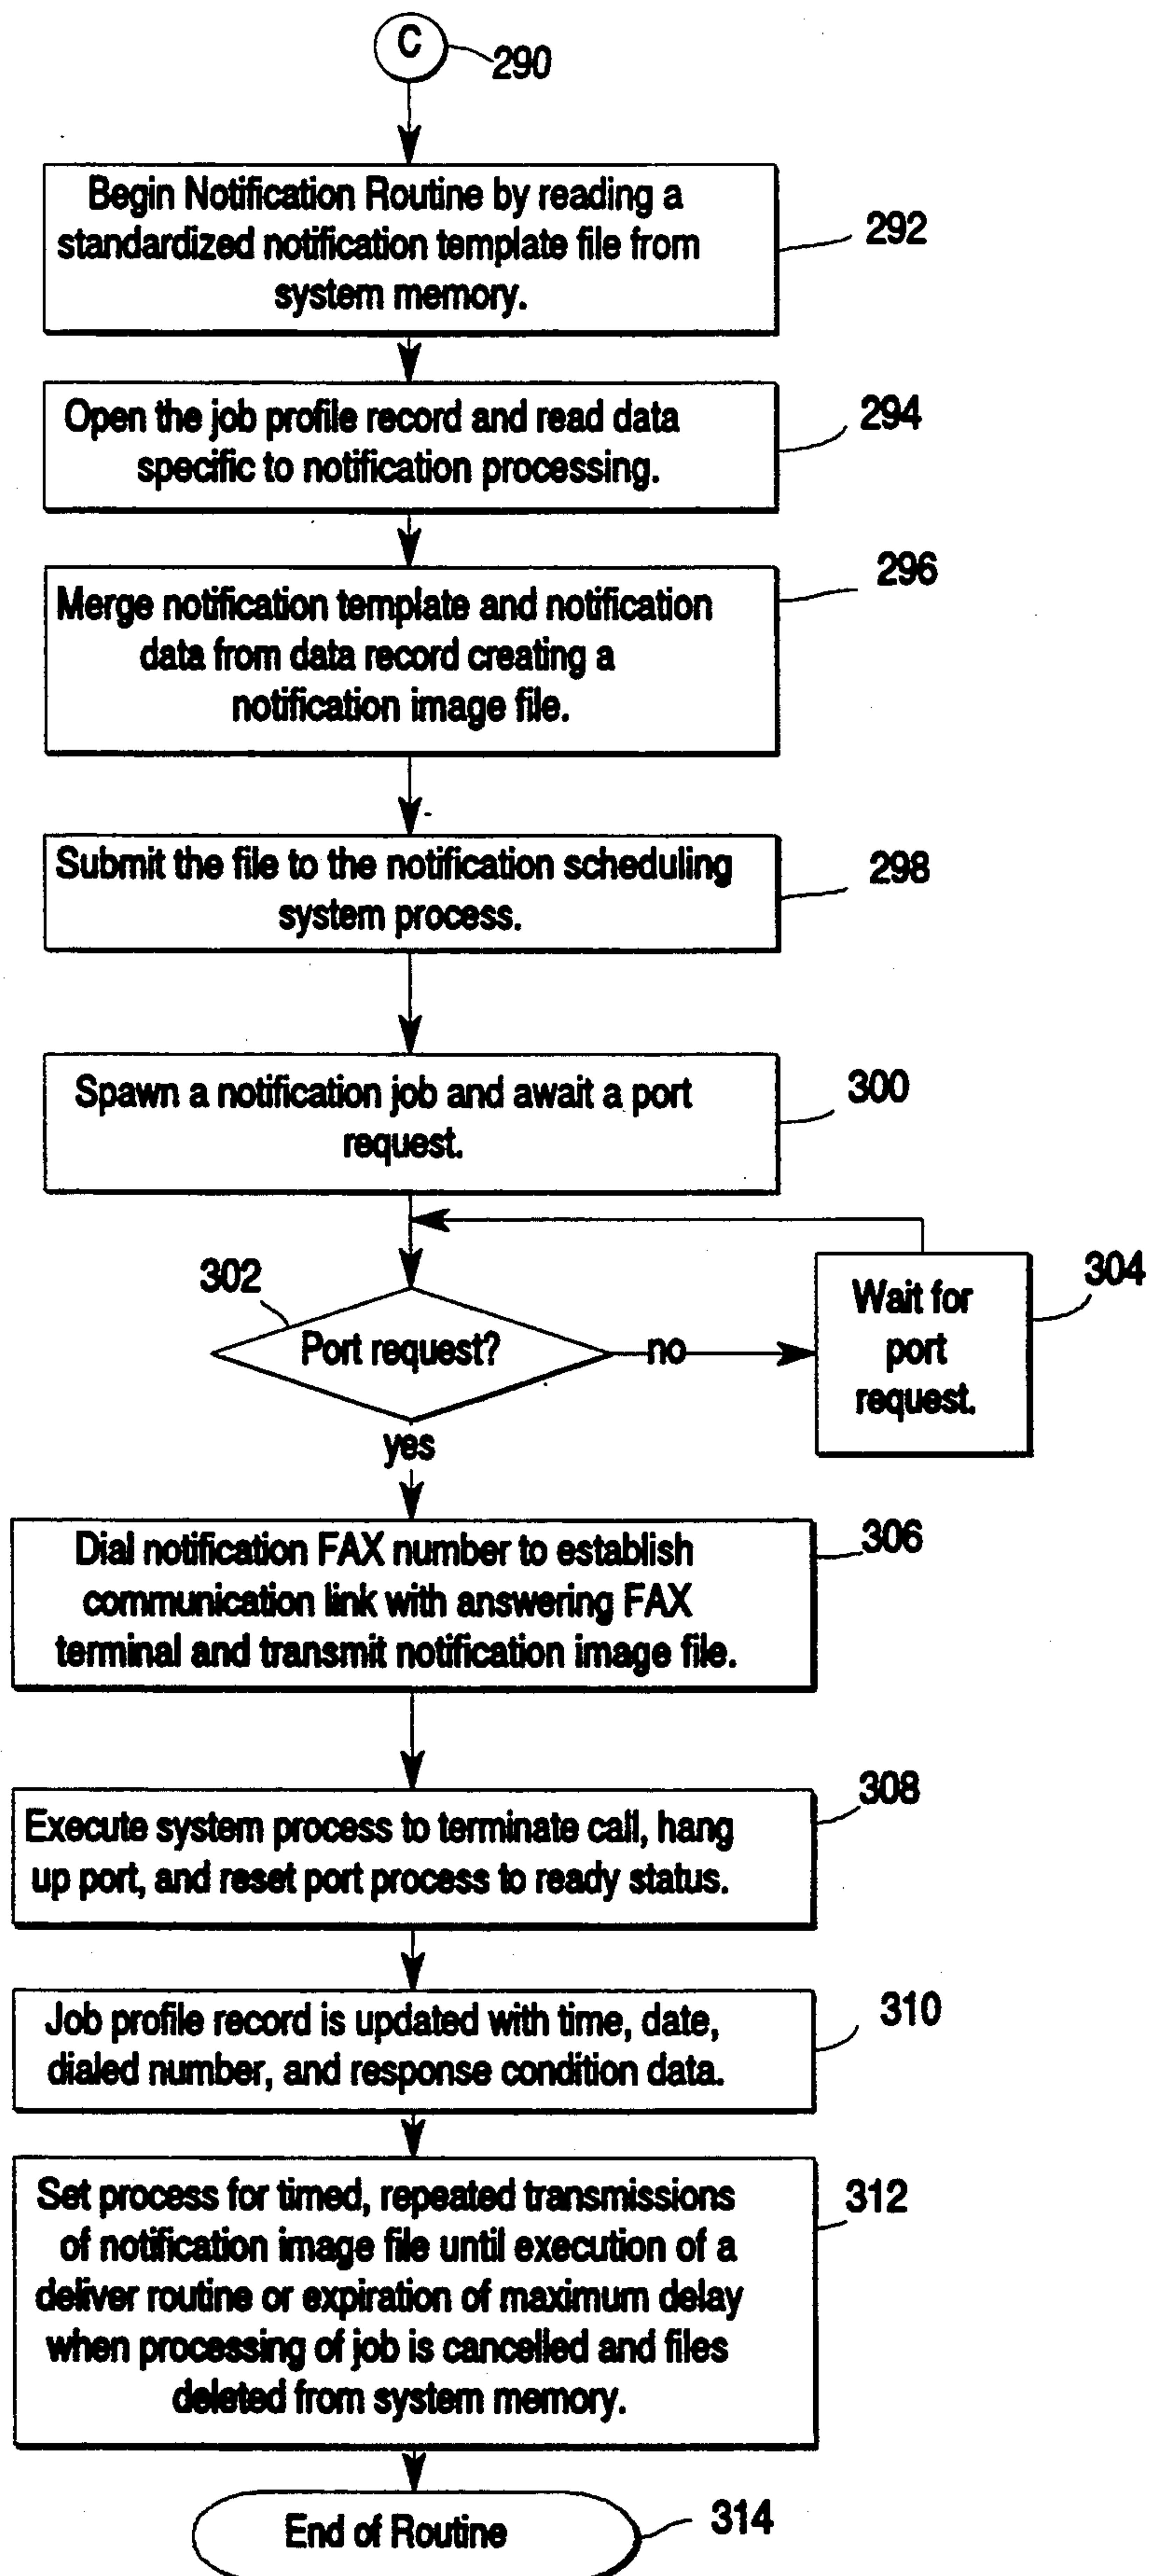 C
290
Begin Notification Routine by reading a
standardized notification template file from
system memory.
292
Open the job profile record and read data
specific to notification processing.
294
Merge notification template and notification
data from data record creating a
notification image file.
296
Submit the file to the notification scheduling
system process.
298
Spawn a notification job and await a port
request.
300
302
Port request?
no
Wait for
port
request.
304
yes
Dial notification FAX number to establish
communication link with answering FAX
terminal and transmit notification image file.
306
Execute system process to terminate call, hang
up port, and reset port process to ready status.
308
Job profile record is updated with time, date,
dialed number, and response condition data.
310
Set process for timed, repeated transmissions
of notification image file until execution of a
deliver routine or expiration of maximum delay
when processing of job is cancelled and files
deleted from system memory.
312
End of Routine
314